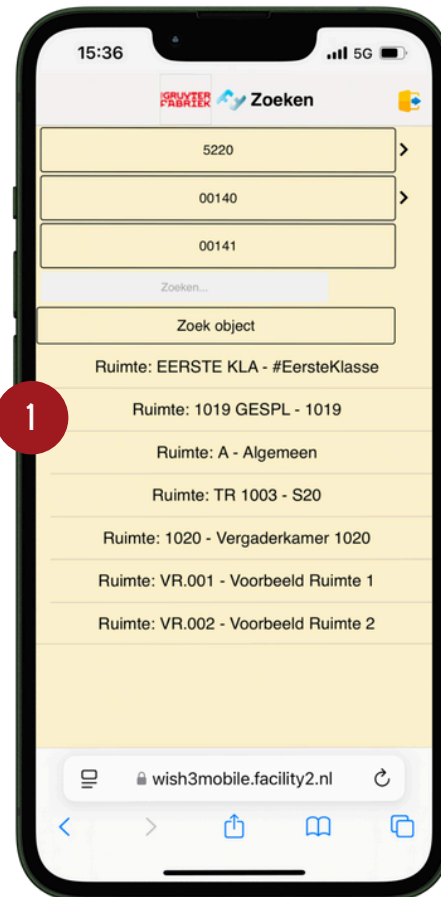 15:36
5G
GRUYTER
FABRIEK
Zoeken
5220
00140
00141
Zoeken...
Zoek object
Ruimte: EERSTE KLA - #EersteKlasse
1
Ruimte: 1019 GESPL - 1019
Ruimte: A - Algemeen
Ruimte: TR 1003 - S20
Ruimte: 1020 - Vergaderkamer 1020
Ruimte: VR.001 - Voorbeeld Ruimte 1
Ruimte: VR.002 - Voorbeeld Ruimte 2
wish3mobile.facility2.nl